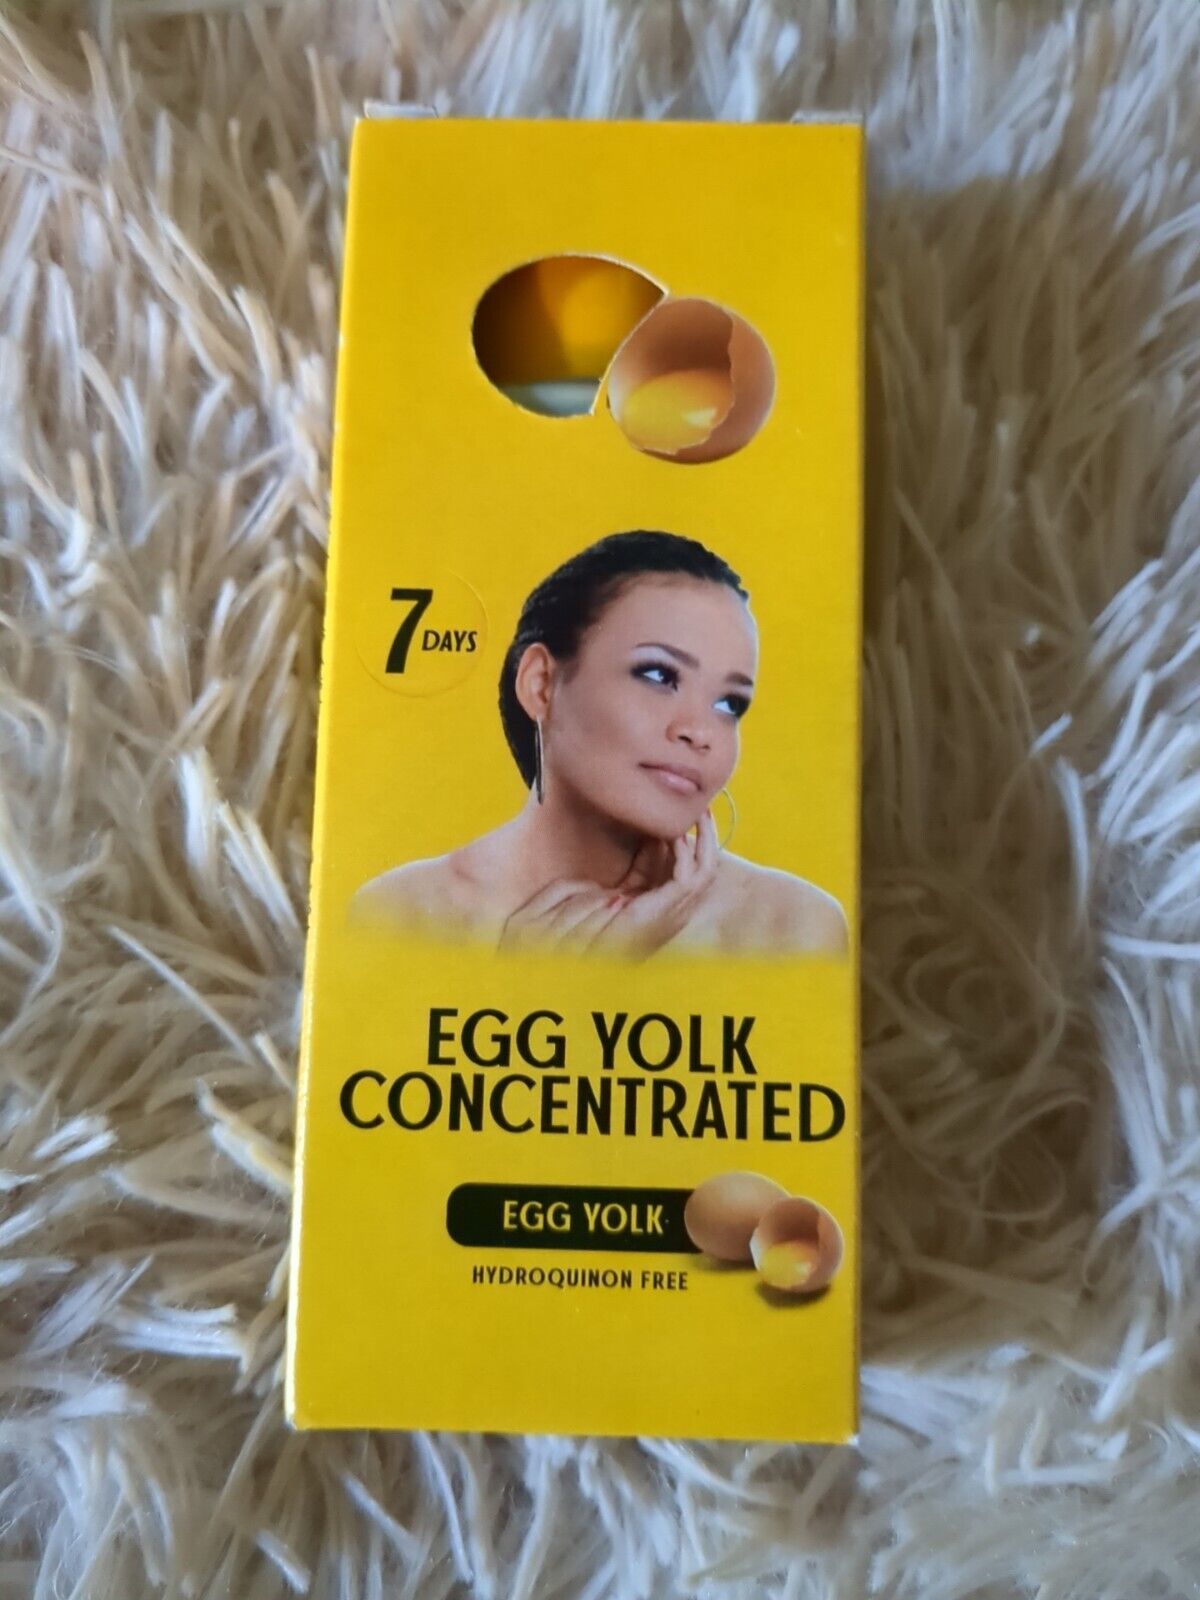 7 DAYS
EGG YOLK
CONCENTRATED
EGG YOLK
HYDROQUINON FREE